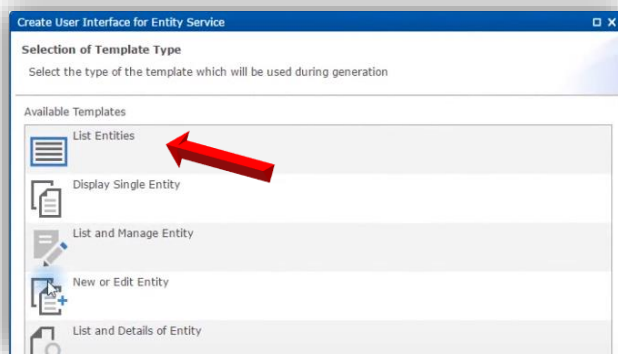 Create User Interface for Entity Service
Selection of Template Type
Select the type of the template which will be used during generation
Available Templates
List Entities
Display Single Entity
List and Manage Entity
New or Edit Entity
List and Details of Entity